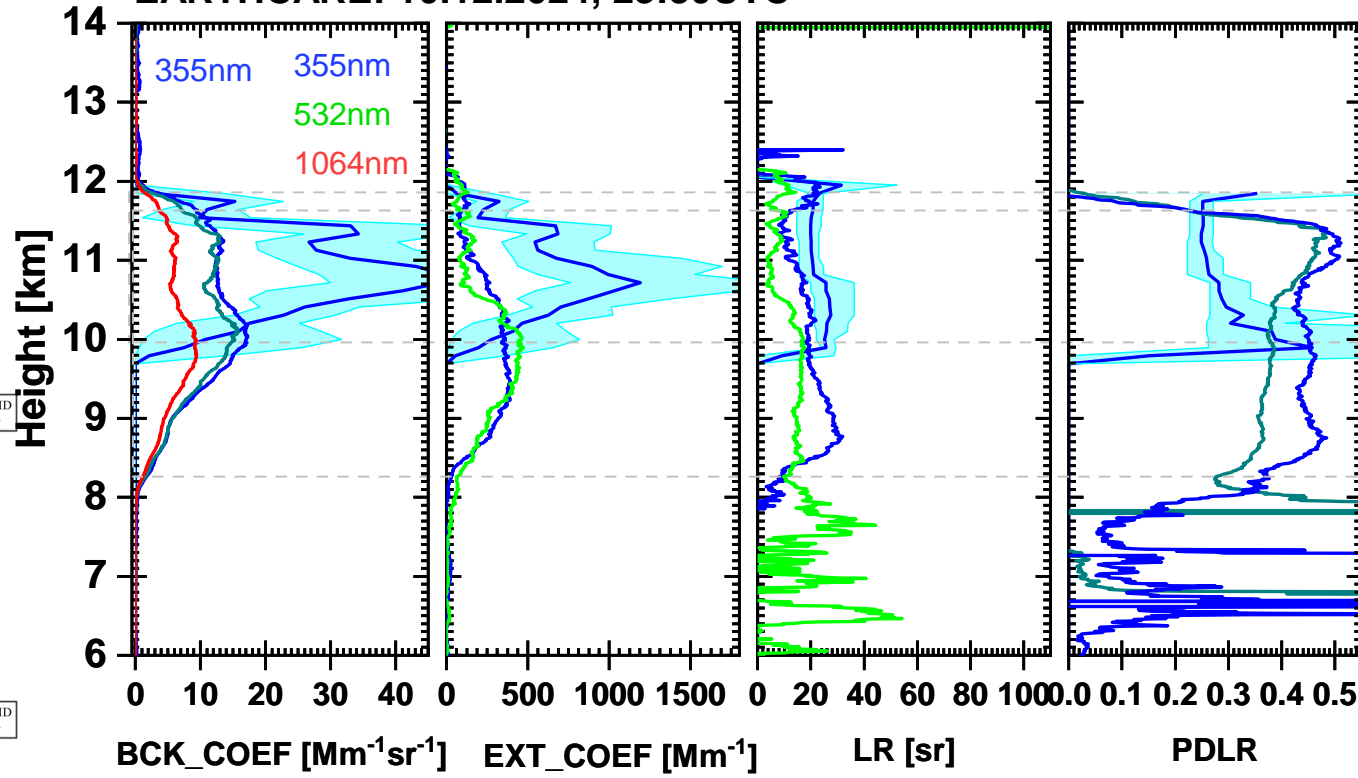 14
13
12
11
10
9
8
7
6
Height [km]
355nm
355nm
532nm
1064nm
0 10 20 30 40
0 500 1000 1500
0 20 40 60 80 100
0.0 0.1 0.2 0.3 0.4 0.5
BCK_COEF [Mm⁻¹sr⁻¹]
EXT_COEF [Mm⁻¹]
LR [sr]
PDLR